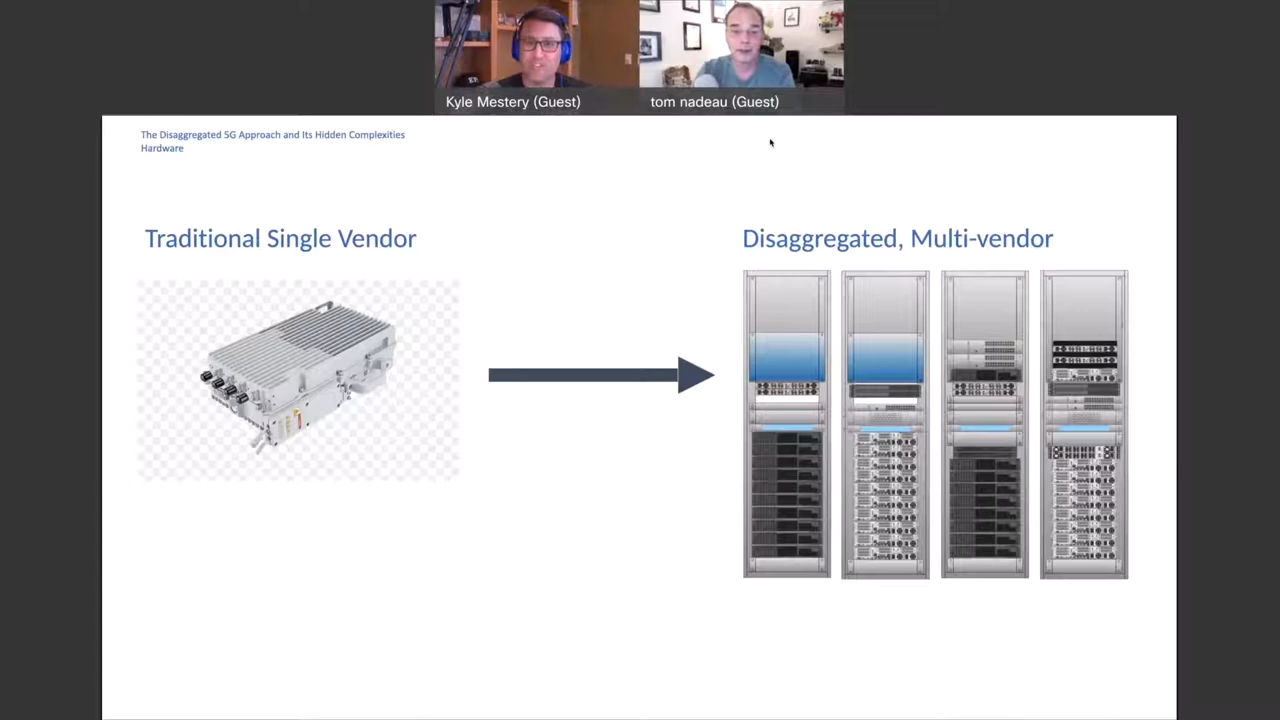 Kyle Mestery (Guest)
tom nadeau (Guest)
The Disaggregated 5G Approach and Its Hidden Complexities
Hardware
Traditional Single Vendor
Disaggregated, Multi-vendor